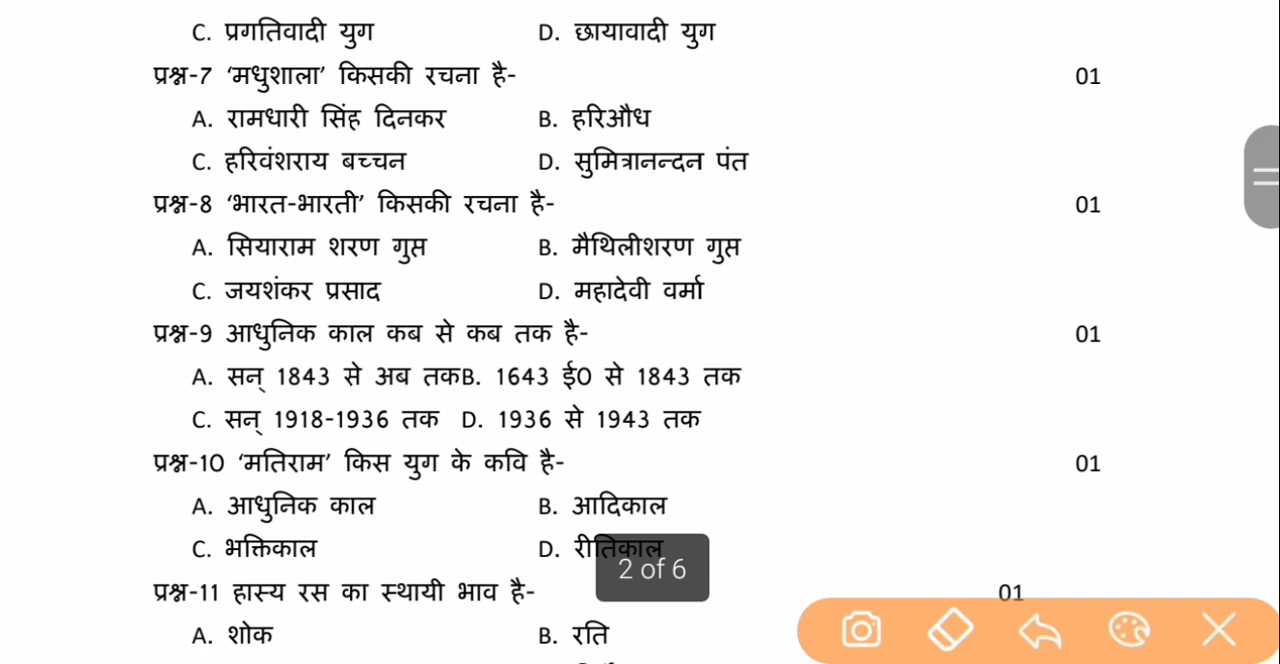 C. प्रगतिवादी युग D. छायावादी युग
प्रश्न-7 ‘मधुशाला’ किसकी रचना है- 01
A. रामधारी सिंह दिनकर B. हरिऔध
C. हरिवंशराय बच्चन D. सुमित्रानन्दन पंत
प्रश्न-8 ‘भारत-भारती’ किसकी रचना है- 01
A. सियाराम शरण गुप्त B. मैथिलीशरण गुप्त
C. जयशंकर प्रसाद D. महादेवी वर्मा
प्रश्न-9 आधुनिक काल कब से कब तक है- 01
A. सन् 1843 से अब तकB. 1643 ई0 से 1843 तक
C. सन् 1918-1936 तक D. 1936 से 1943 तक
प्रश्न-10 ‘मतिराम’ किस युग के कवि है- 01
A. आधुनिक काल B. आदिकाल
C. भक्तिकाल D. रीतिकाल
2 of 6
प्रश्न-11 हास्य रस का स्थायी भाव है- 01
A. शोक B. रति